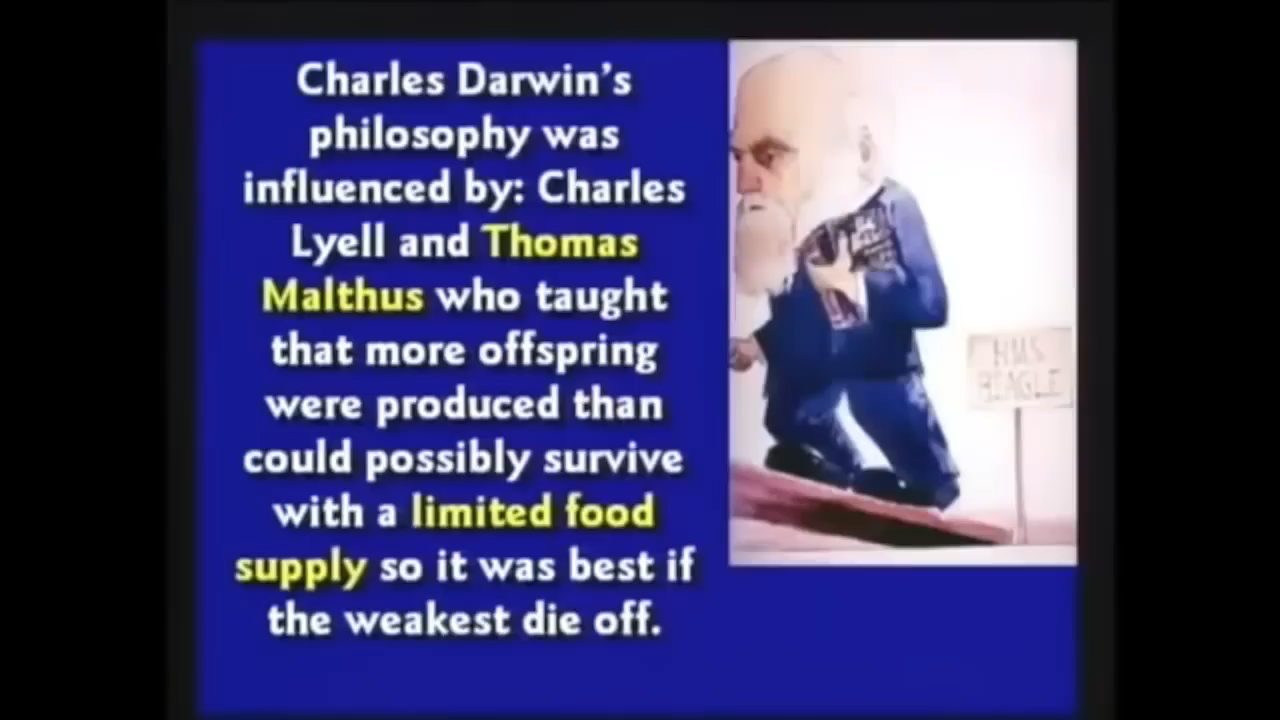 Charles Darwin's
philosophy was
influenced by: Charles
Lyell and Thomas
Malthus who taught
that more offspring
were produced than
could possibly survive
with a limited food
supply so it was best if
the weakest die off.
HMS
BEAGLE